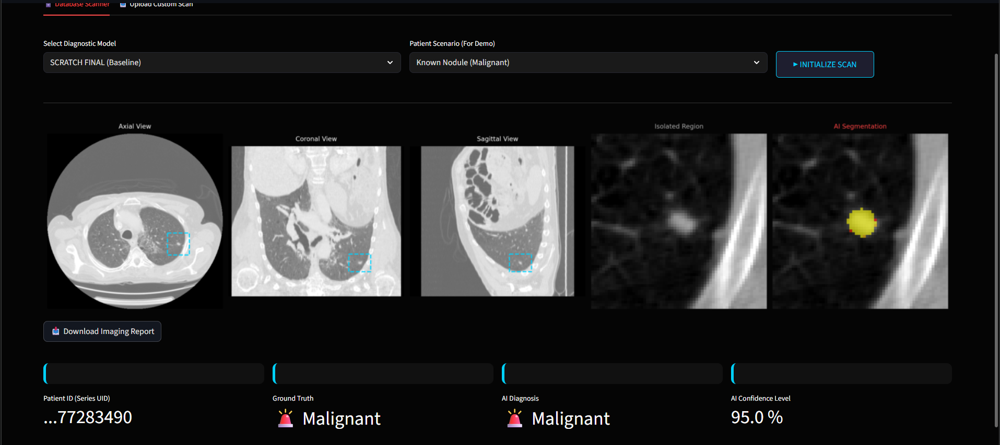 Database Scanner
Upload Custom Scan
Select Diagnostic Model
Patient Scenario (For Demo)
SCRATCH FINAL (Baseline)
Known Nodule (Malignant)
INITIALIZE SCAN
Axial View
Coronal View
Sagittal View
Isolated Region
AI Segmentation
Download Imaging Report
Patient ID (Series UID)
Ground Truth
AI Diagnosis
AI Confidence Level
...77283490
Malignant
Malignant
95.0 %